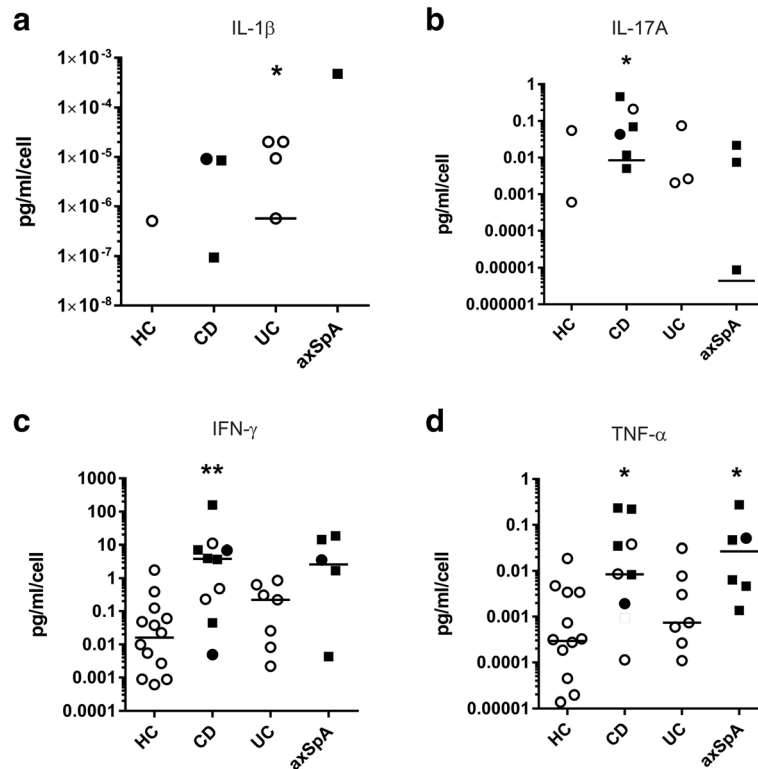 a
IL-1β
pg/ml/cell
1×10-3
1×10-4
1×10-5
1×10-6
1×10-7
1×10-8
*
HC
CD
UC
axSpA
b
IL-17A
pg/ml/cell
1
0.1
0.01
0.001
0.00001
0.000001
*
HC
CD
UC
axSpA
c
IFN-γ
pg/ml/cell
1000
100
10
1
0.1
0.01
0.001
0.0001
**
HC
CD
UC
axSpA
d
TNF-α
pg/ml/cell
1
0.1
0.01
0.001
0.0001
0.00001
*
*
HC
CD
UC
axSpA